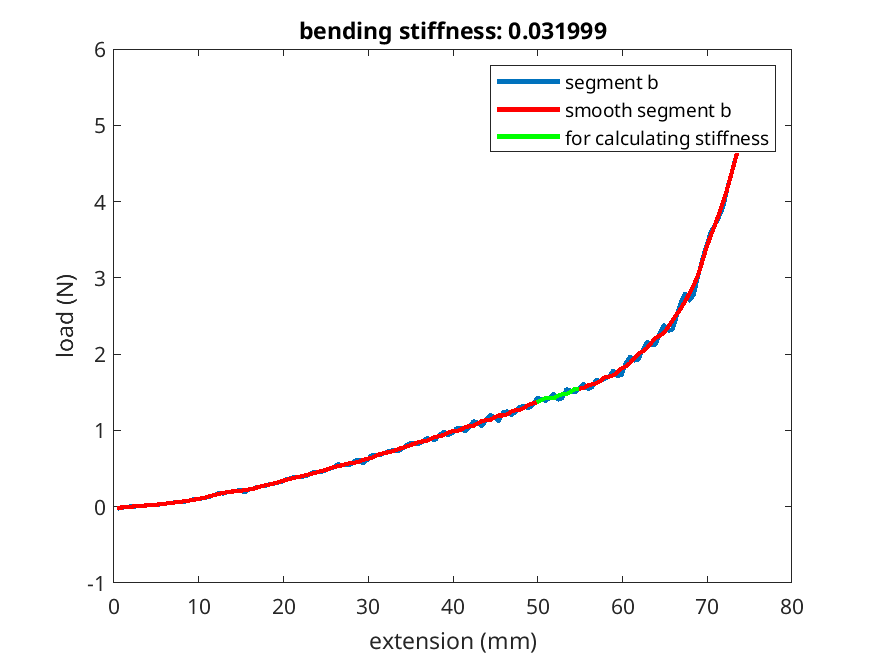 bending stiffness: 0.031999
6
5
4
3
2
1
0
-1
load (N)
segment b
smooth segment b
for calculating stiffness
0 10 20 30 40 50 60 70 80
extension (mm)